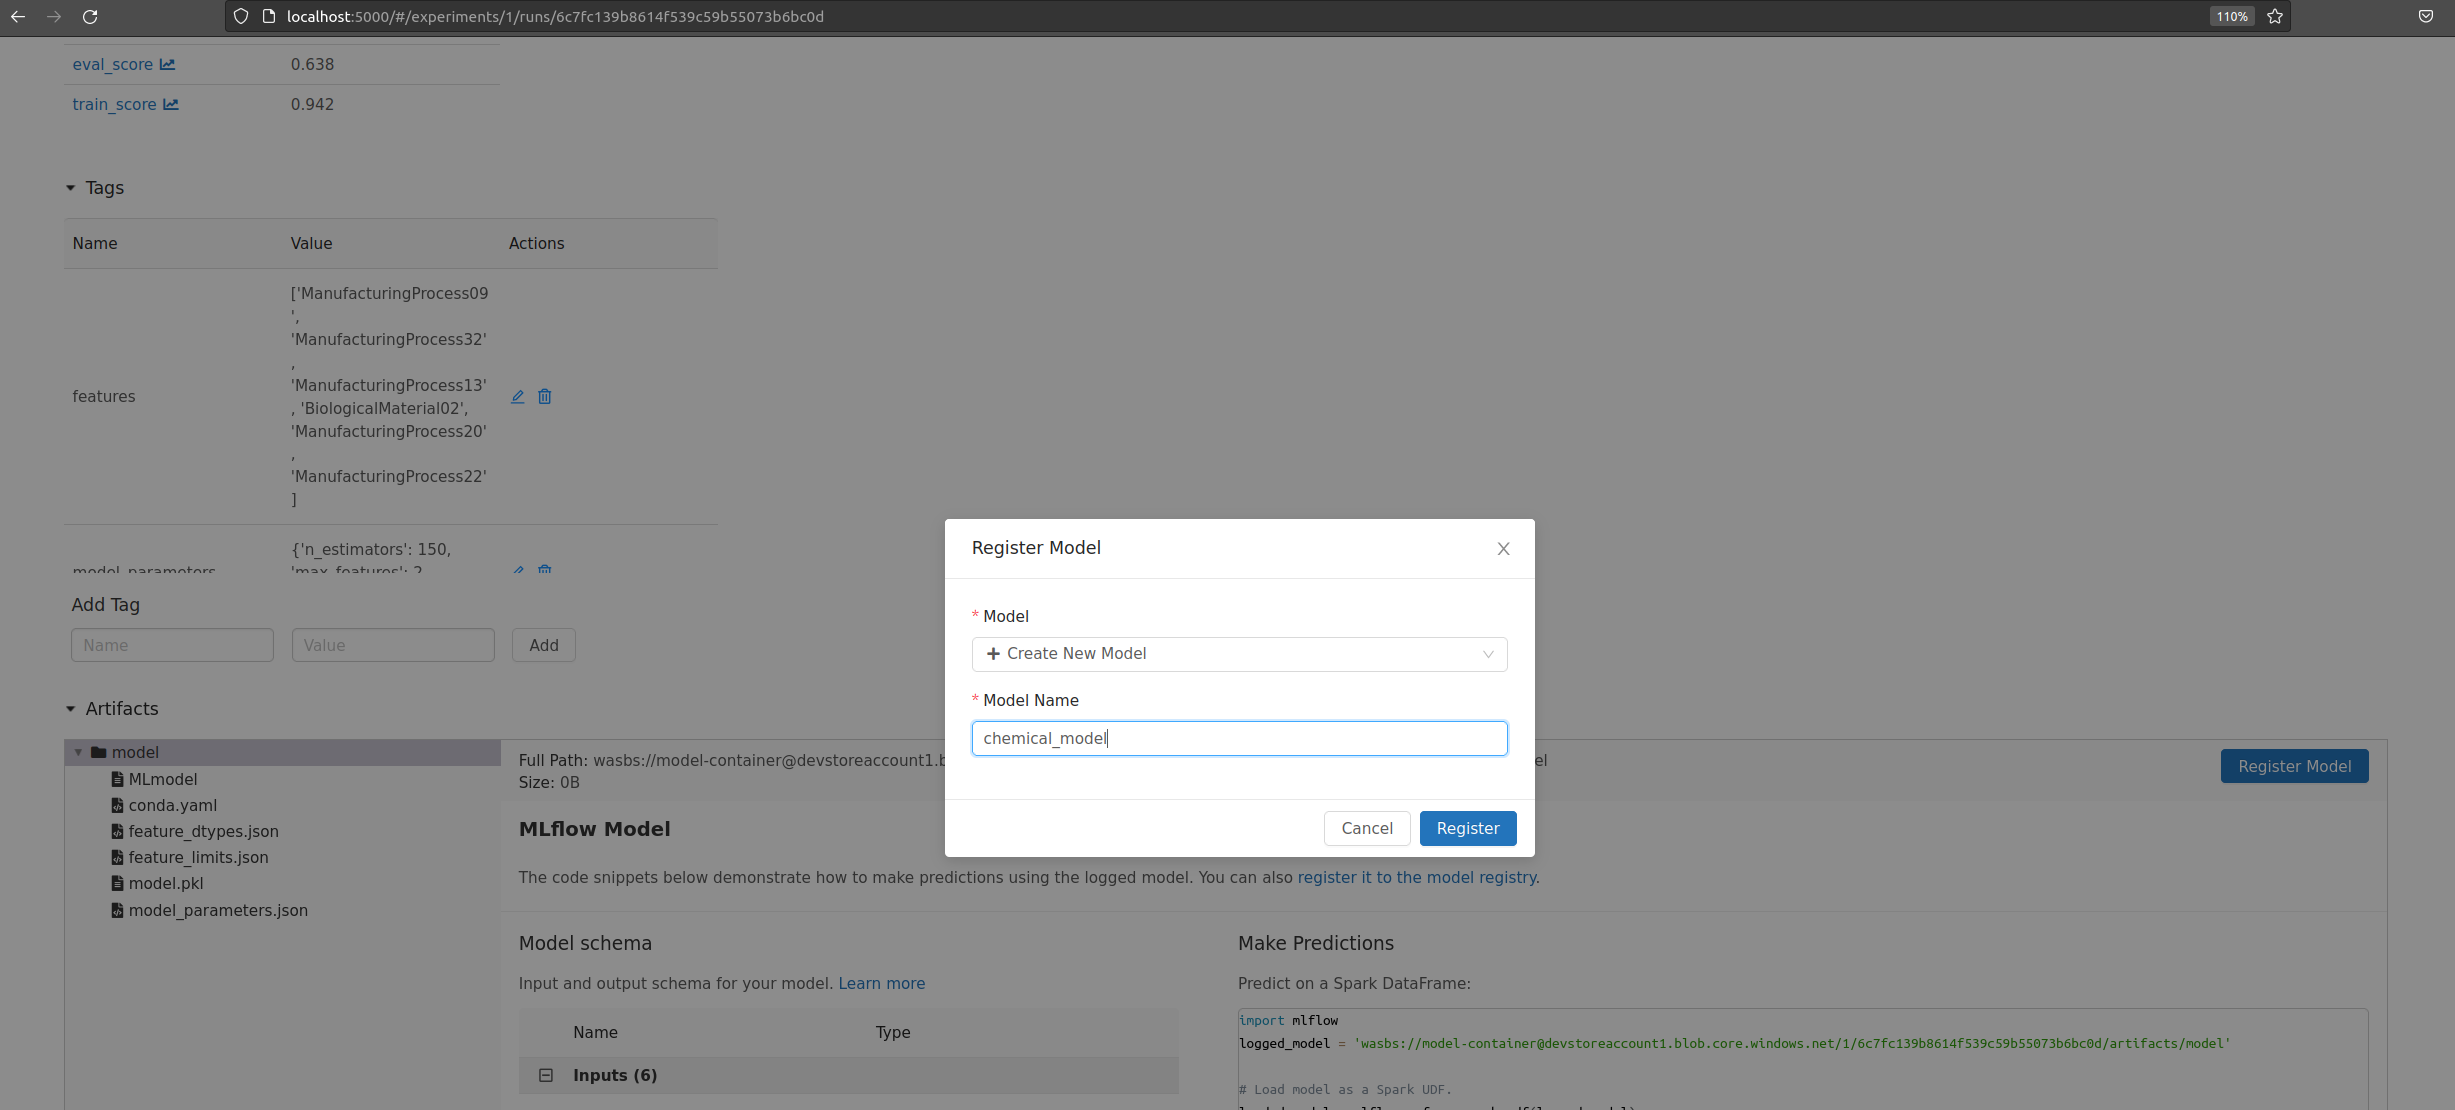 localhost:5000/#/experiments/1/runs/6c7fc139b8614f539c59b55073b6bc0d
110%
eval_score
0.638
train_score
0.942
Tags
Name Value Actions
features
['ManufacturingProcess09
',
'ManufacturingProcess32'
,
'ManufacturingProcess13'
, 'BiologicalMaterial02',
'ManufacturingProcess20'
,
'ManufacturingProcess22'
]
model_parameters
{'n_estimators': 150,
'max_features': 2
Add Tag
Name
Value
Add
Register Model
* Model
Create New Model
* Model Name
chemical_model
Cancel
Register
Artifacts
model
MLmodel
conda.yaml
feature_dtypes.json
feature_limits.json
model.pkl
model_parameters.json
Full Path: wasbs://model-container@devstoreaccount1.b
el
Size: 0B
Register Model
MLflow Model
The code snippets below demonstrate how to make predictions using the logged model. You can also register it to the model registry.
Model schema
Input and output schema for your model. Learn more
Name Type
Inputs (6)
Make Predictions
Predict on a Spark DataFrame:
import mlflow
logged_model = 'wasbs://model-container@devstoreaccount1.blob.core.windows.net/1/6c7fc139b8614f539c59b55073b6bc0d/artifacts/model'
# Load model as a Spark UDF.